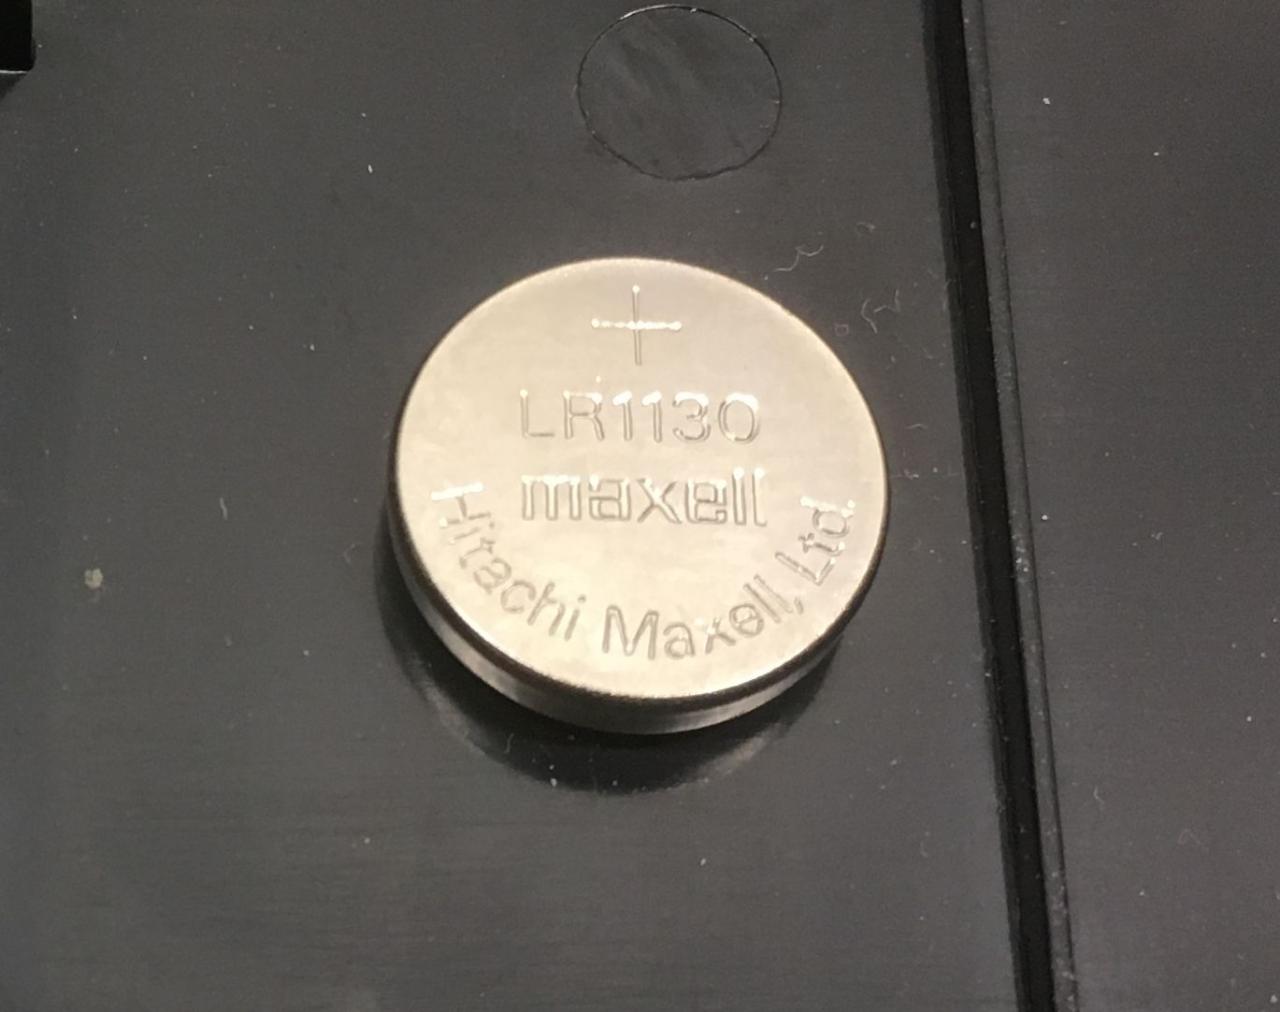 +
LR1130
maxell
Hitachi Maxell, Ltd.